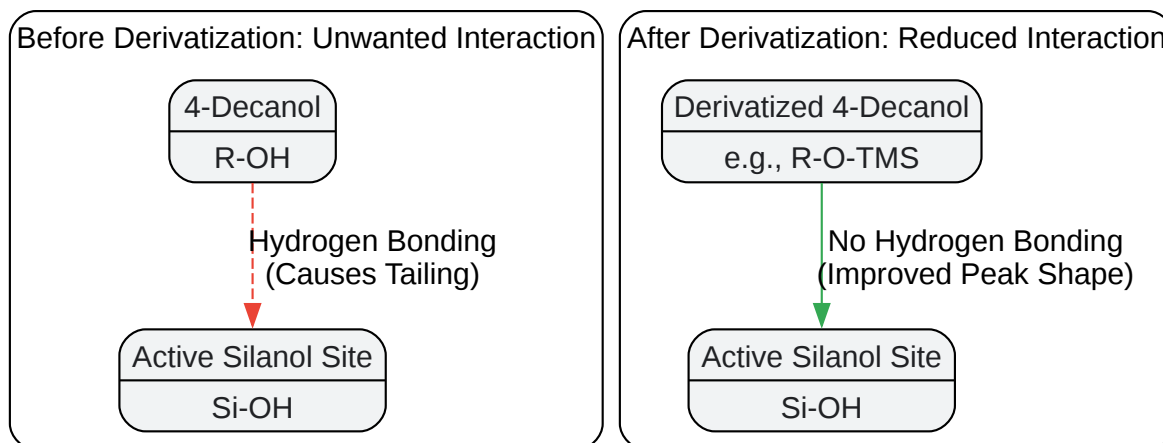 Before Derivatization: Unwanted Interaction
4-Decanol
R-OH
Hydrogen Bonding
(Causes Tailing)
Active Silanol Site
Si-OH
After Derivatization: Reduced Interaction
Derivatized 4-Decanol
e.g., R-O-TMS
No Hydrogen Bonding
(Improved Peak Shape)
Active Silanol Site
Si-OH